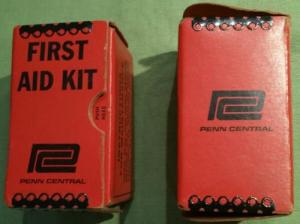 FIRST
AID KIT
PENN CENTRAL
PENN CENTRAL